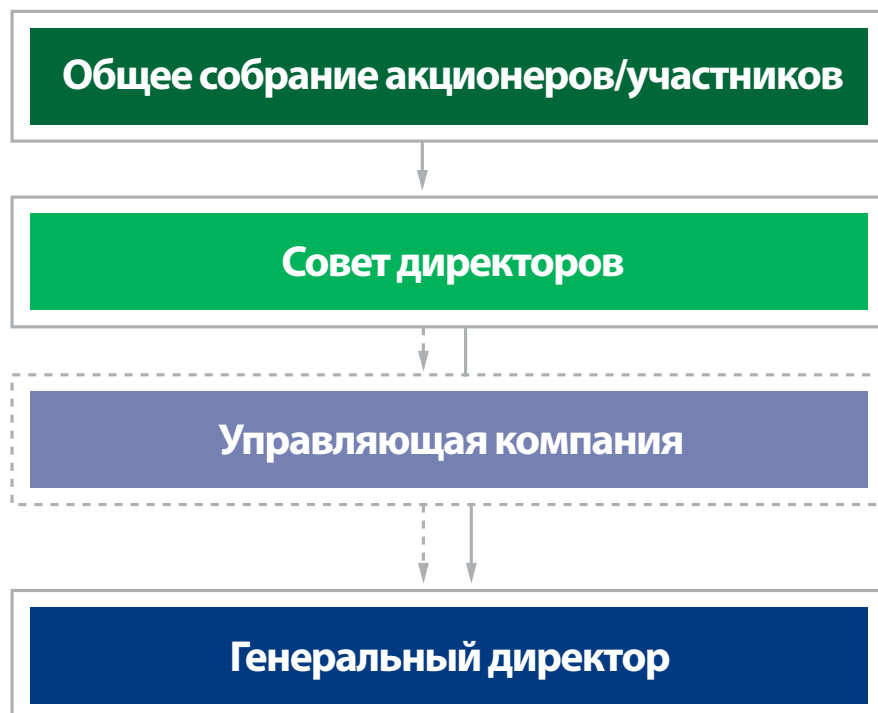 Общее собрание акционеров/участников
Совет директоров
Управляющая компания
Генеральный директор